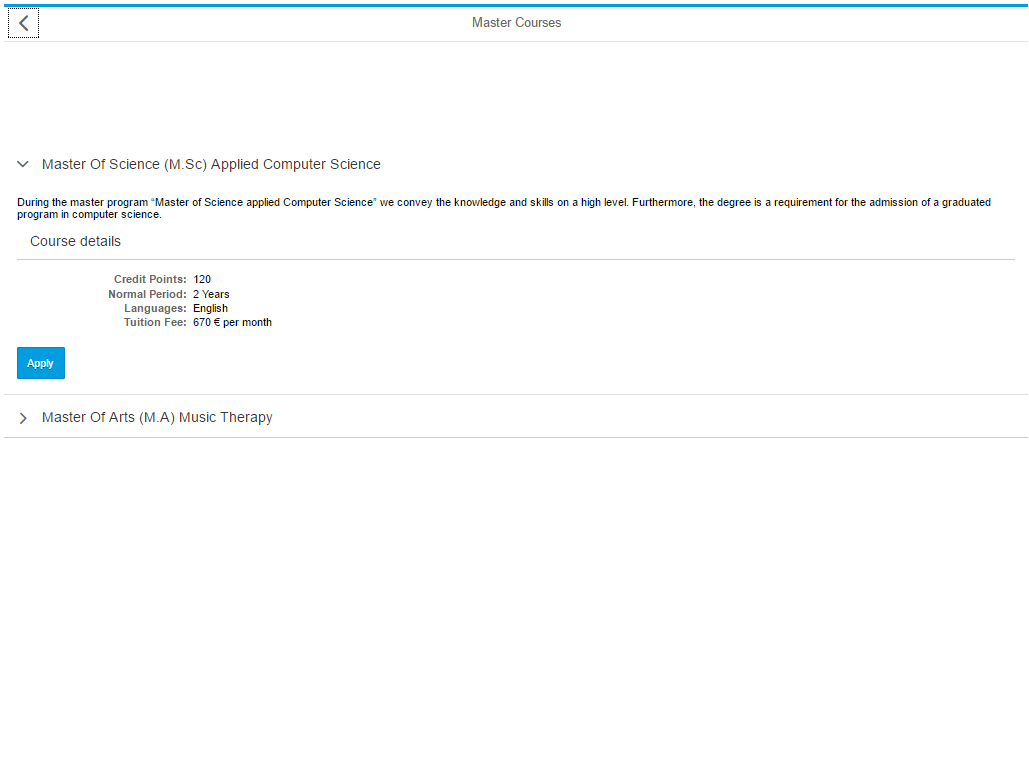 Master Courses
Master Of Science (M.Sc) Applied Computer Science
During the master program “Master of Science applied Computer Science” we convey the knowledge and skills on a high level. Furthermore, the degree is a requirement for the admission of a graduated
program in computer science.
Course details
Credit Points: 120
Normal Period: 2 Years
Languages: English
Tuition Fee: 670 € per month
Apply
Master Of Arts (M.A) Music Therapy